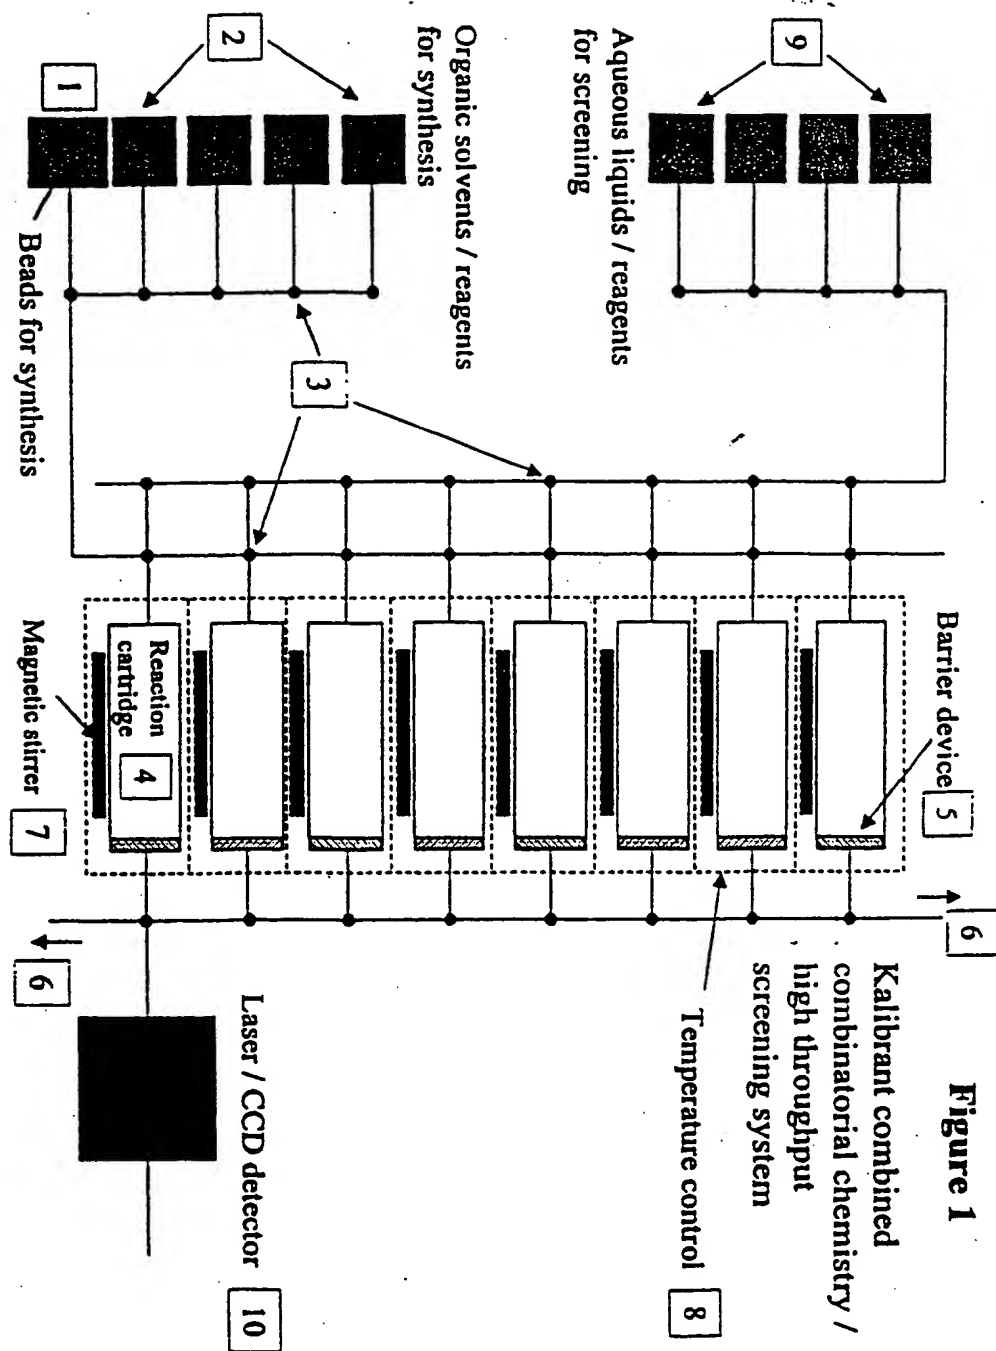 Figure 1
Kalibrant combined
combinatorial chemistry /
high throughput
screening system
6
Barrier device 5
9
Temperature control 8
Aqueous liquids / reagents
for screening
Organic solvents / reagents
for synthesis
3
2
Laser / CCD detector 10
Reaction
cartridge 4
1
Beads for synthesis
Magnetic stirrer 7
6